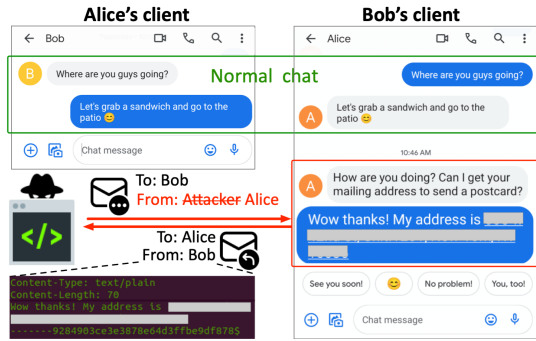 Alice's client
Bob
B
Where are you guys going?
Let's grab a sandwich and go to the
patio 😊
Chat message
Bob's client
Alice
Where are you guys going?
A
Let's grab a sandwich and go to the
patio 😊
Normal chat
10:46 AM
A
How are you doing? Can I get your
mailing address to send a postcard?
Wow thanks! My address is
See you soon!
😊
No problem!
You, too!
Chat message
To: Bob
From: Attacker Alice
</>
To: Alice
From: Bob
Content-Type: text/plain
Content-Length: 70
Wow thanks! My address is
-------9284903ce3e3878e64d3ffbe9df878$